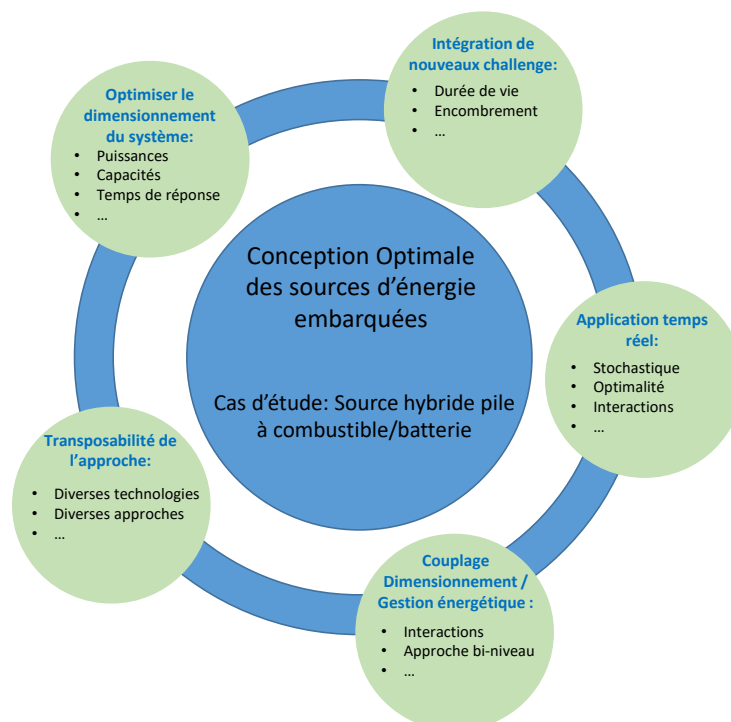 Intégration de
nouveaux challenge:
• Durée de vie
• Encombrement
• …
Optimiser le
dimensionnement
du système:
• Puissances
• Capacités
• Temps de réponse
• …
Conception Optimale
des sources d’énergie
embarquées
Cas d’étude: Source hybride pile
à combustible/batterie
Application temps
réel:
• Stochastique
• Optimalité
• Interactions
• …
Transposabilité de
l’approche:
• Diverses technologies
• Diverses approches
• …
Couplage
Dimensionnement /
Gestion énergétique :
• Interactions
• Approche bi-niveau
• …